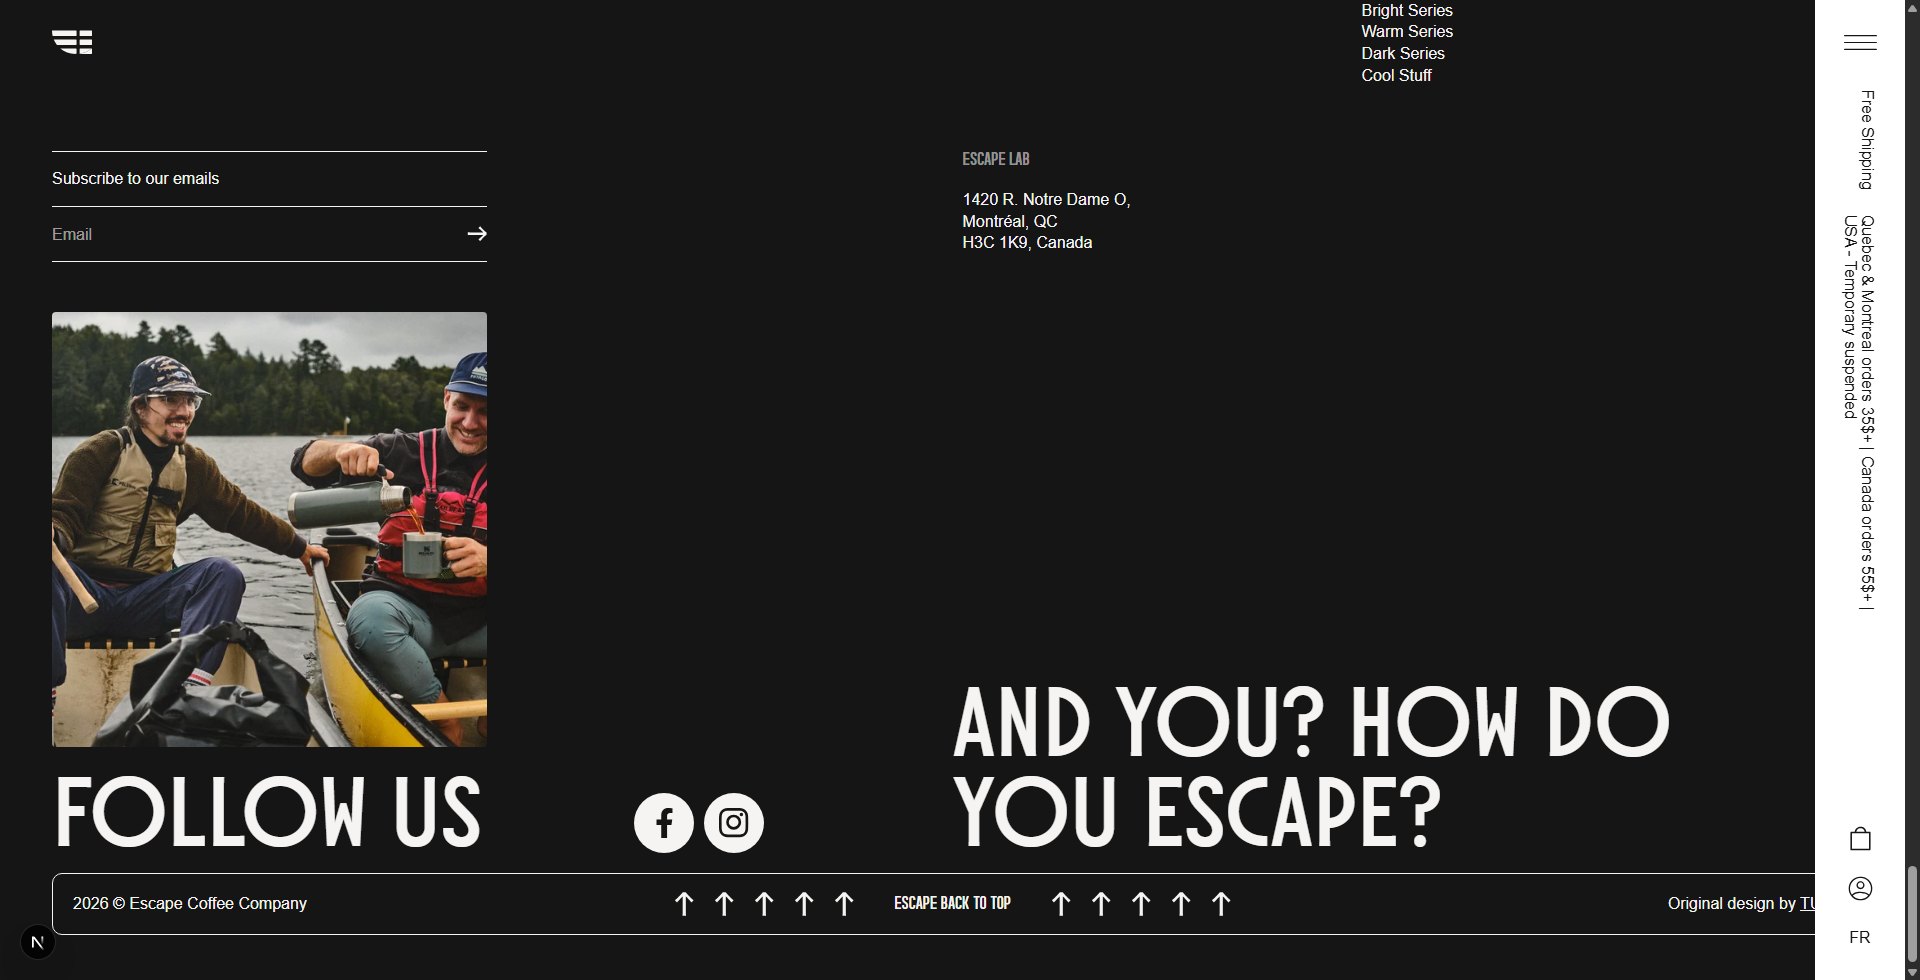 Bright Series
Warm Series
Dark Series
Cool Stuff
Subscribe to our emails
Email
ESCAPE LAB
1420 R. Notre Dame O,
Montréal, QC
H3C 1K9, Canada
FOLLOW US
AND YOU? HOW DO
YOU ESCAPE?
2026 © Escape Coffee Company
ESCAPE BACK TO TOP
Original design by TU
N
Free Shipping
Quebec & Montreal orders 35$+ | Canada orders 55$+ |
USA - Temporary suspended
FR